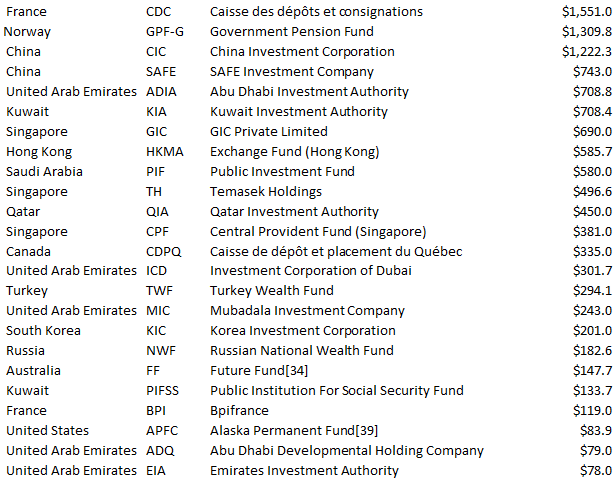 France CDC Caisse des dépôts et consignations $1,551.0
Norway GPF-G Government Pension Fund $1,309.8
China CIC China Investment Corporation $1,222.3
China SAFE SAFE Investment Company $743.0
United Arab Emirates ADIA Abu Dhabi Investment Authority $708.8
Kuwait KIA Kuwait Investment Authority $708.4
Singapore GIC GIC Private Limited $690.0
Hong Kong HKMA Exchange Fund (Hong Kong) $585.7
Saudi Arabia PIF Public Investment Fund $580.0
Singapore TH Temasek Holdings $496.6
Qatar QIA Qatar Investment Authority $450.0
Singapore CPF Central Provident Fund (Singapore) $381.0
Canada CDPQ Caisse de dépôt et placement du Québec $335.0
United Arab Emirates ICD Investment Corporation of Dubai $301.7
Turkey TWF Turkey Wealth Fund $294.1
United Arab Emirates MIC Mubadala Investment Company $243.0
South Korea KIC Korea Investment Corporation $201.0
Russia NWF Russian National Wealth Fund $182.6
Australia FF Future Fund[34] $147.7
Kuwait PIFSS Public Institution For Social Security Fund $133.7
France BPI Bpifrance $119.0
United States APFC Alaska Permanent Fund[39] $83.9
United Arab Emirates ADQ Abu Dhabi Developmental Holding Company $79.0
United Arab Emirates EIA Emirates Investment Authority $78.0